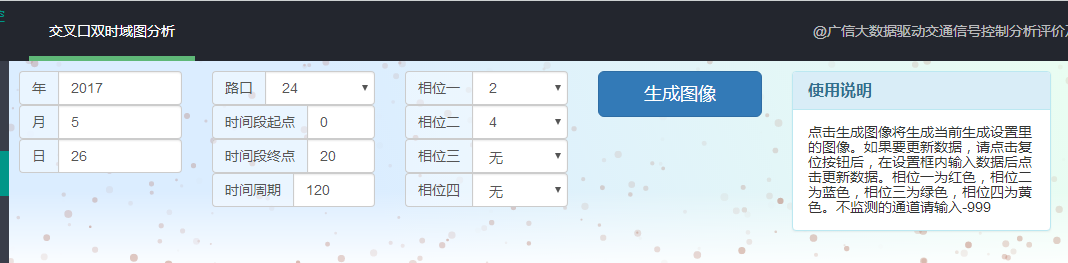 交叉口双时域图分析
@广信大数据驱动交通信号控制分析评价
年 2017
月 5
日 26
路口 24
时间段起点 0
时间段终点 20
时间周期 120
相位一 2
相位二 4
相位三 无
相位四 无
生成图像
使用说明
点击生成图像将生成当前生成设置里
的图像。如果要更新数据，请点击复
位按钮后，在设置框内输入数据后点
击更新数据。相位一为红色，相位二
为蓝色，相位三为绿色，相位四为黄
色。不监测的通道请输入-999